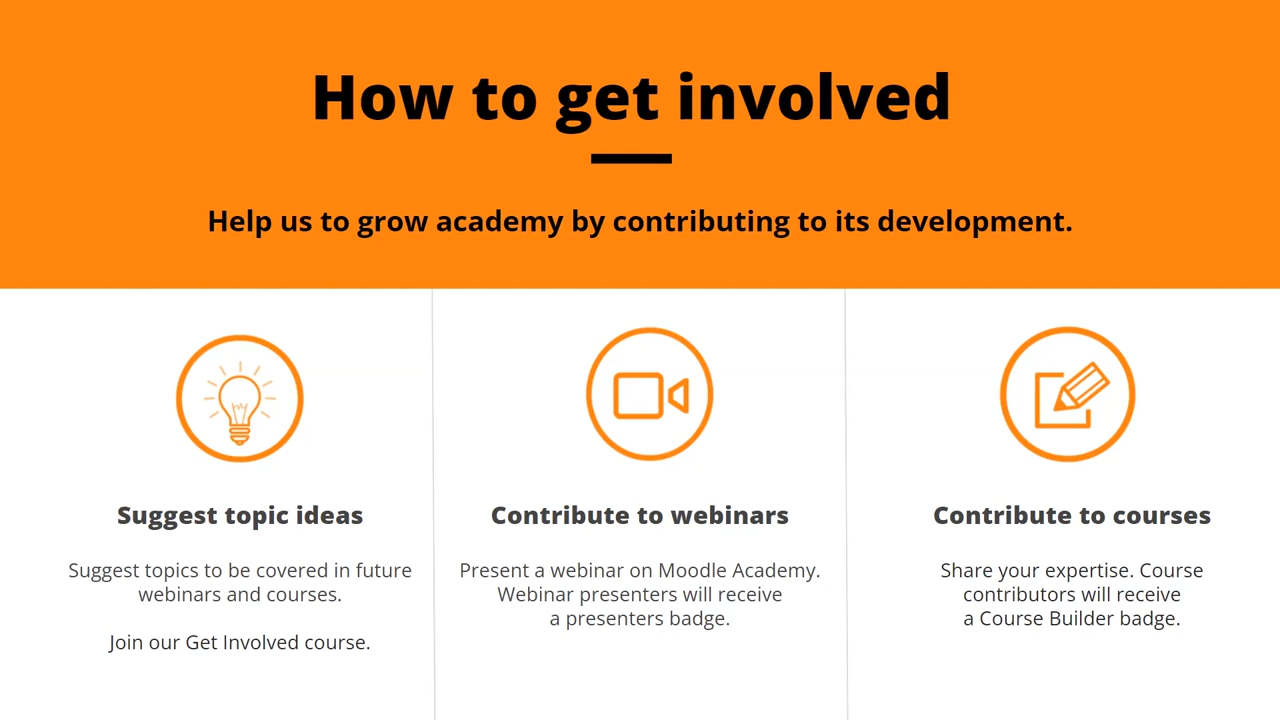 How to get involved
Help us to grow academy by contributing to its development.
Suggest topic ideas
Suggest topics to be covered in future
webinars and courses.
Join our Get Involved course.
Contribute to webinars
Present a webinar on Moodle Academy.
Webinar presenters will receive
a presenters badge.
Contribute to courses
Share your expertise. Course
contributors will receive
a Course Builder badge.